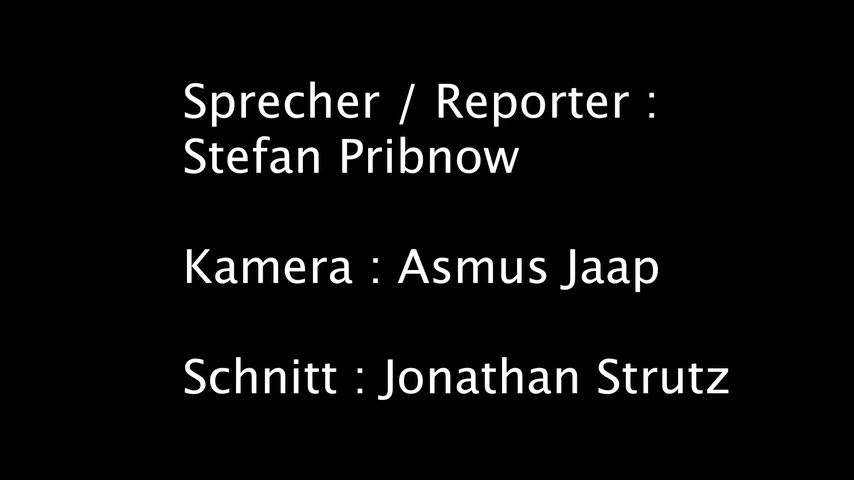 Sprecher / Reporter :
Stefan Pribnow
Kamera : Asmus Jaap
Schnitt : Jonathan Strutz